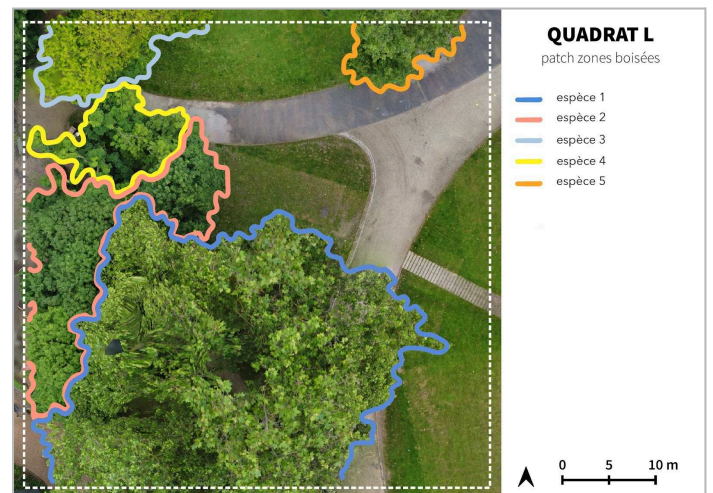 QUADRAT L
patch zones boisées
espèce 1
espèce 2
espèce 3
espèce 4
espèce 5
0 5 10 m